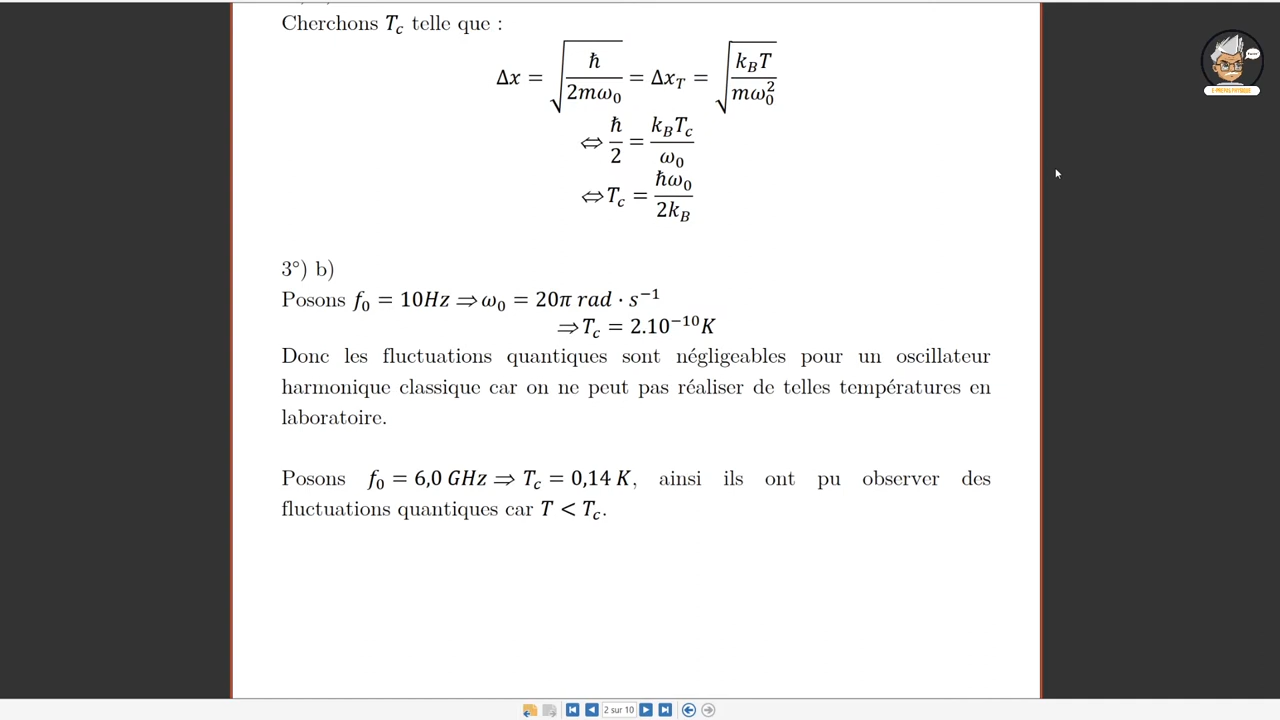 Cherchons T_c telle que :
Δx = √(ħ / 2mω₀) = Δx_T = √(k_B T / mω₀²)
⇔ ħ/2 = k_B T_c / ω₀
⇔ T_c = ħω₀ / 2k_B
3°) b)
Posons f₀ = 10Hz ⇒ ω₀ = 20π rad · s⁻¹
⇒ T_c = 2.10⁻¹⁰K
Donc les fluctuations quantiques sont négligeables pour un oscillateur
harmonique classique car on ne peut pas réaliser de telles températures en
laboratoire.
Posons f₀ = 6,0 GHz ⇒ T_c = 0,14 K, ainsi ils ont pu observer des
fluctuations quantiques car T < T_c.
2 sur 10